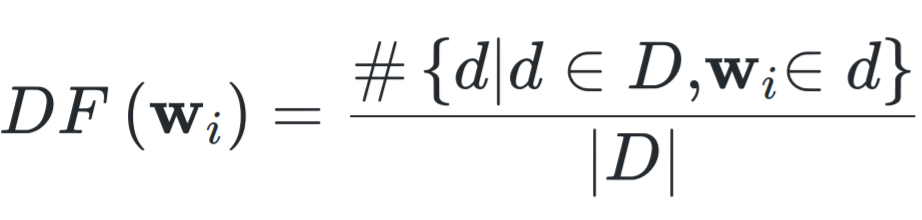 DF (𝐰ᵢ) = # {d|d ∈ D,𝐰ᵢ∈ d} / |D|